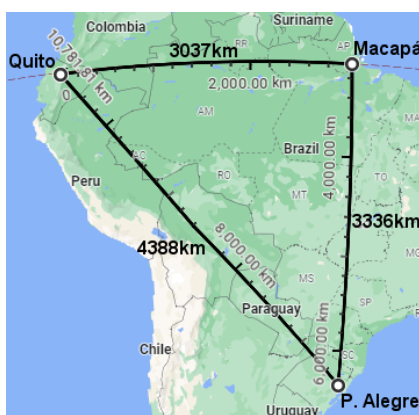 Colombia
Suriname
3037km
Macapá
Quito
RR
AP
10,781.81 km
2,000.00 km
0
AM
4,000.00 km
Brazil
MA
TO
AC
RO
Peru
MT
3336km
4388km
8,000.00 km
MS
SP
Paraguay
6,000.00 km
Chile
SC
P. Alegre
Uruguay